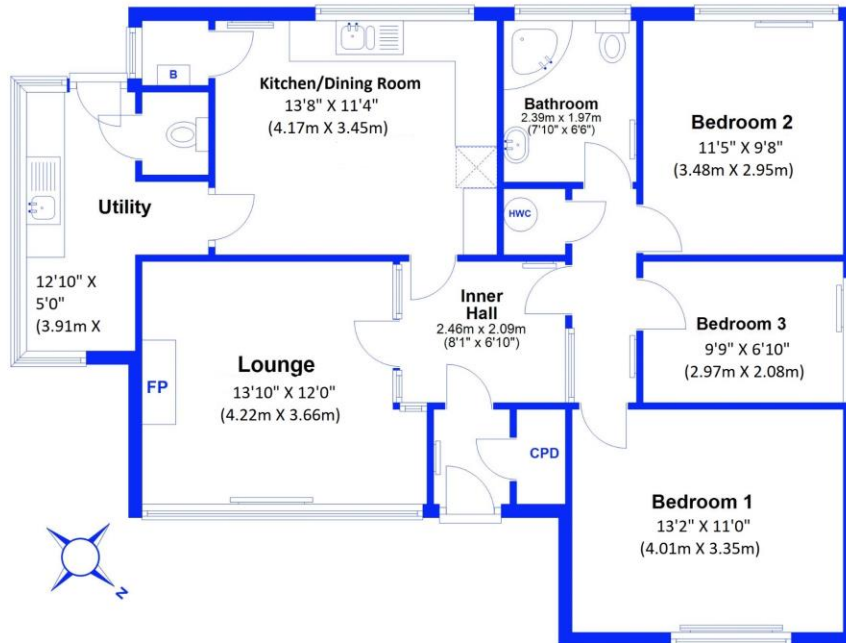 B
Kitchen/Dining Room
13'8" X 11'4"
(4.17m X 3.45m)
Bathroom
2.39m x 1.97m
(7'10" x 6'6")
Bedroom 2
11'5" X 9'8"
(3.48m X 2.95m)
Utility
12'10" X
5'0"
(3.91m X
HWC
Inner
Hall
2.46m x 2.09m
(8'1" x 6'10")
Bedroom 3
9'9" X 6'10"
(2.97m X 2.08m)
Lounge
13'10" X 12'0"
(4.22m X 3.66m)
FP
CPD
Bedroom 1
13'2" X 11'0"
(4.01m X 3.35m)
N